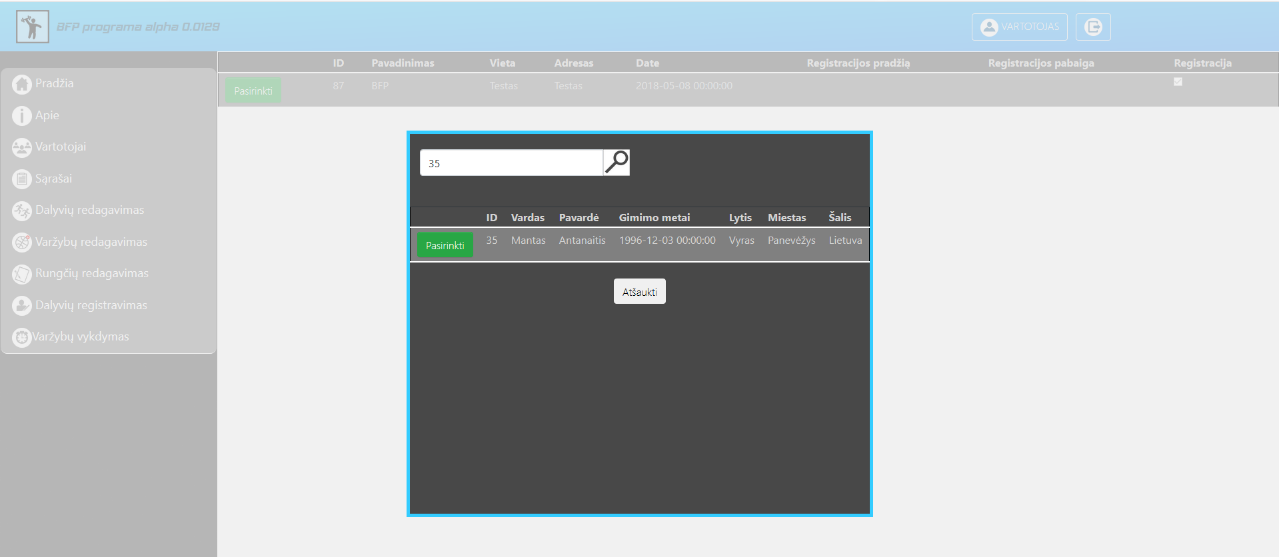 BFP programa alpha 0.0129
VARTOTOJAS
Pradžia
Apie
Vartotojai
Sąrašai
Dalyvių redagavimas
Varžybų redagavimas
Rungčių redagavimas
Dalyvių registravimas
Varžybų vykdymas
ID Pavadinimas Vieta Adresas Date Registracijos pradžią Registracijos pabaiga Registracija
Pasirinkti 67 BFP Testas Testas 2018-05-08 00:00:00
35
ID Vardas Pavardė Gimimo metai Lytis Miestas Šalis
Pasirinkti 35 Mantas Antanaitis 1996-12-03 00:00:00 Vyras Panevėžys Lietuva
Atšaukti